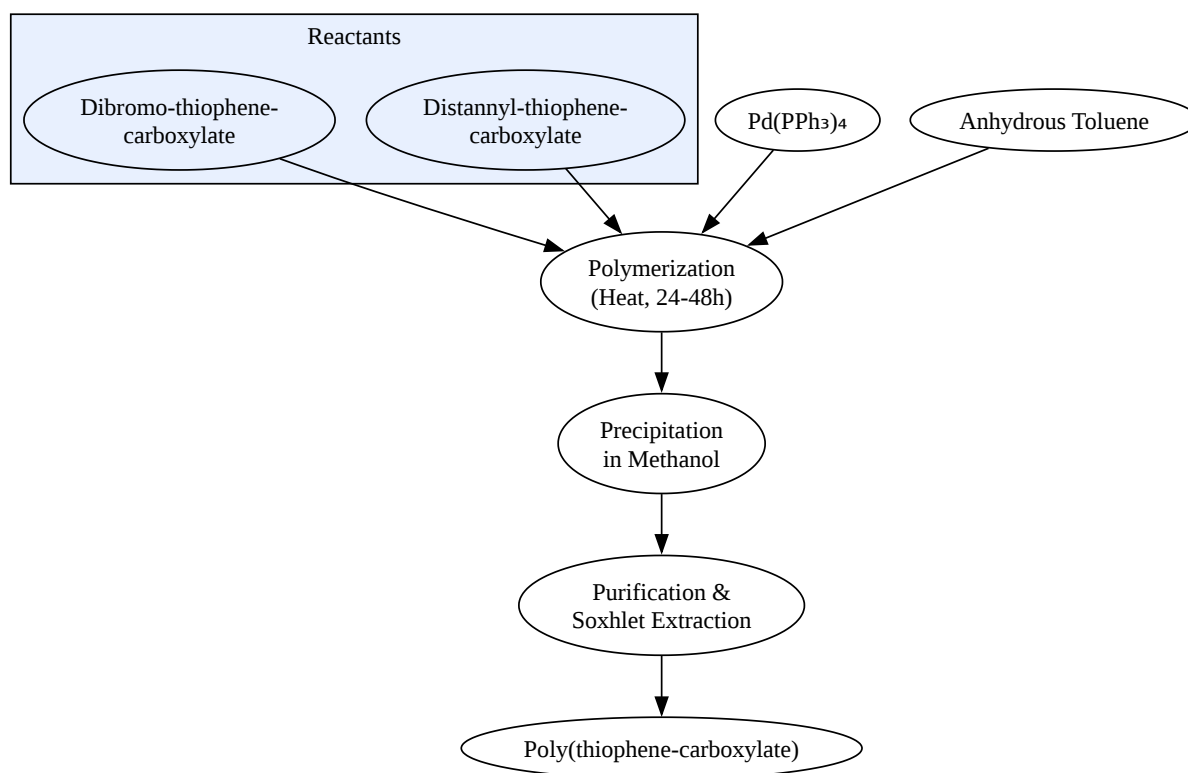 Reactants
Dibromo-thiophene-
carboxylate
Distannyl-thiophene-
carboxylate
Pd(PPh₃)₄
Anhydrous Toluene
Polymerization
(Heat, 24-48h)
Precipitation
in Methanol
Purification &
Soxhlet Extraction
Poly(thiophene-carboxylate)